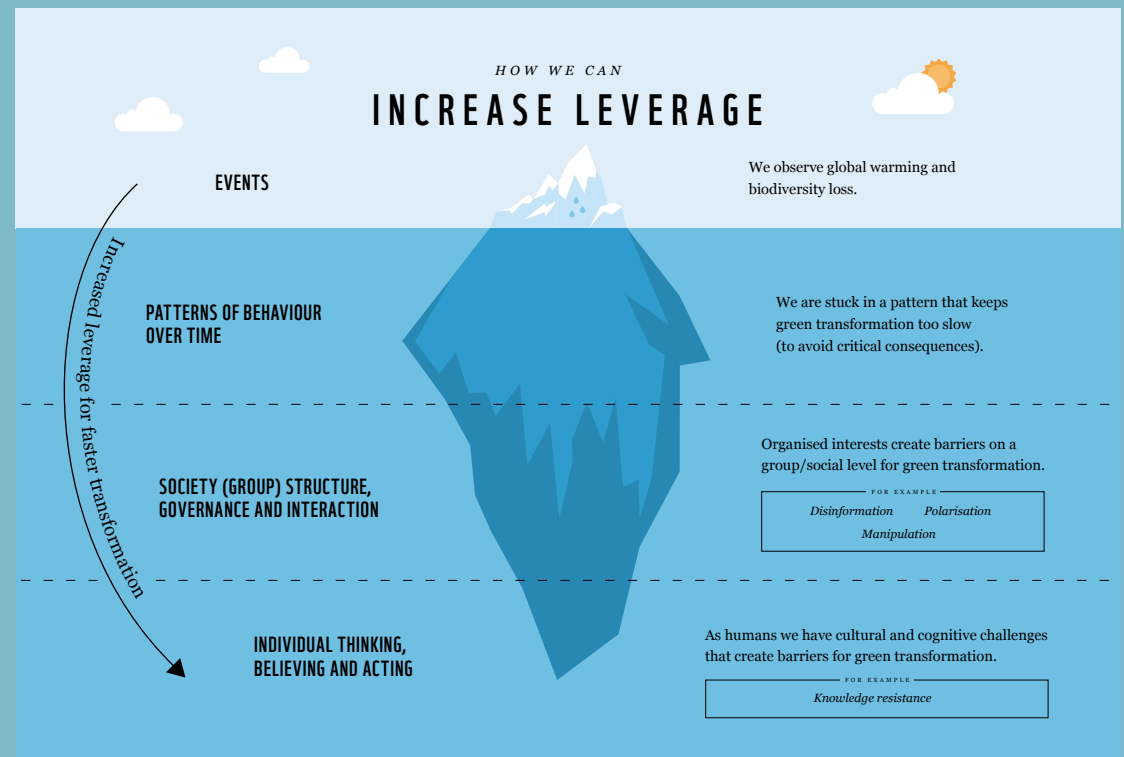 HOW WE CAN
INCREASE LEVERAGE
EVENTS
We observe global warming and
biodiversity loss.
Increased leverage for faster transformation
PATTERNS OF BEHAVIOUR
OVER TIME
We are stuck in a pattern that keeps
green transformation too slow
(to avoid critical consequences).
SOCIETY (GROUP) STRUCTURE,
GOVERNANCE AND INTERACTION
Organised interests create barriers on a
group/social level for green transformation.
FOR EXAMPLE
Disinformation Polarisation
Manipulation
INDIVIDUAL THINKING,
BELIEVING AND ACTING
As humans we have cultural and cognitive challenges
that create barriers for green transformation.
FOR EXAMPLE
Knowledge resistance